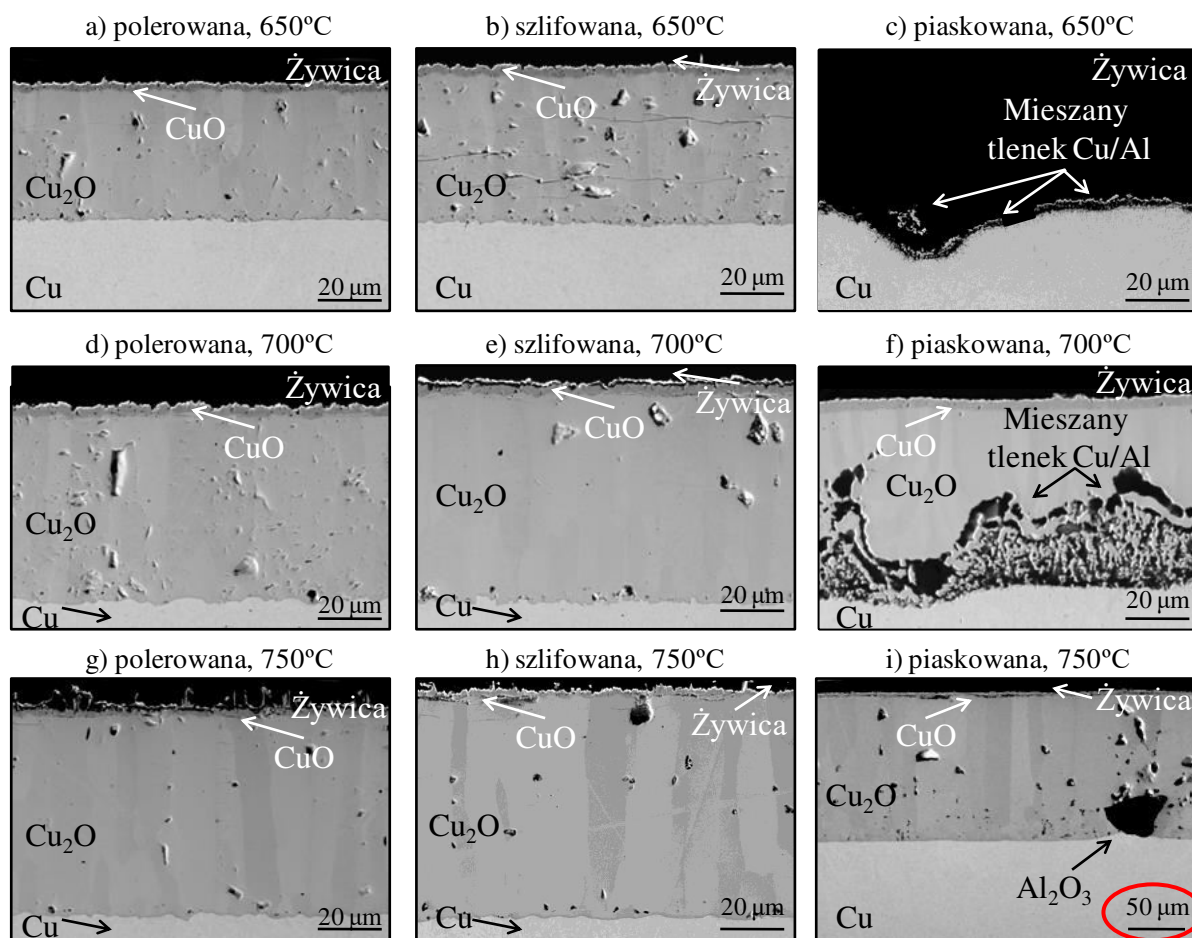 a) polerowana, 650ºC
b) szlifowana, 650ºC
c) piaskowana, 650ºC
Żywica
CuO
Cu₂O
Cu
20 μm
Żywica
CuO
Cu₂O
Cu
20 μm
Żywica
Mieszany
tlenek Cu/Al
Cu
20 μm
d) polerowana, 700ºC
e) szlifowana, 700ºC
f) piaskowana, 700ºC
Żywica
CuO
Cu₂O
Cu
20 μm
Żywica
CuO
Cu₂O
Cu
20 μm
Żywica
Mieszany
CuO
tlenek Cu/Al
Cu₂O
Cu
20 μm
g) polerowana, 750ºC
h) szlifowana, 750ºC
i) piaskowana, 750ºC
Żywica
CuO
Cu₂O
Cu
20 μm
Żywica
CuO
Cu₂O
Cu
20 μm
Żywica
CuO
Cu₂O
Al₂O₃
Cu
50 μm